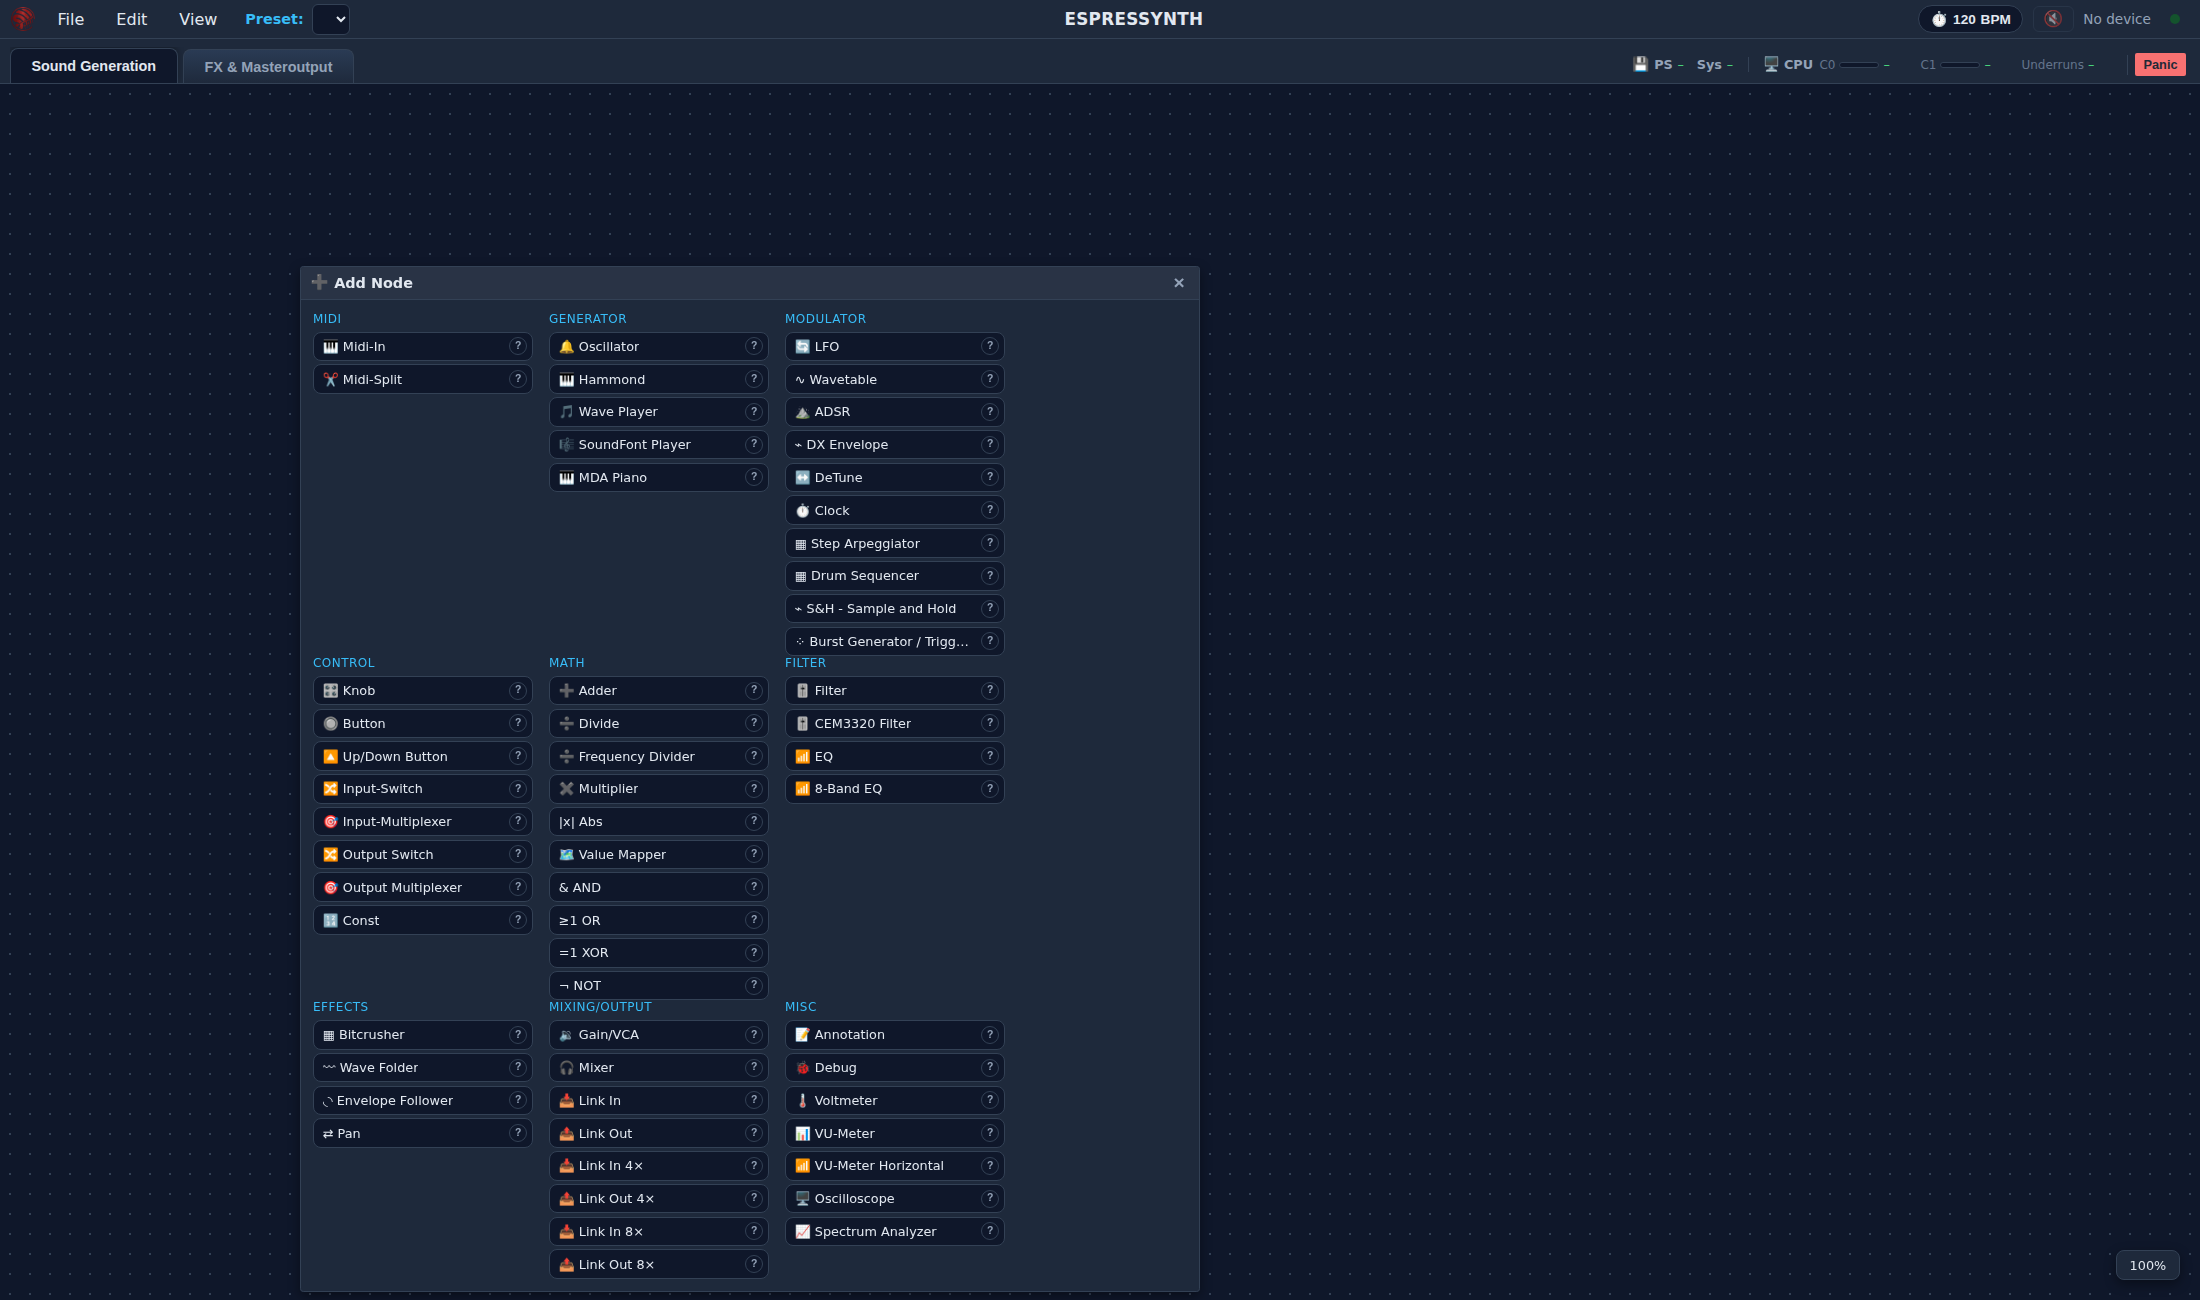 File Edit View Preset: ESPRESSYNTH 120 BPM No device
Sound Generation FX & Masteroutput PS – Sys – CPU C0 – C1 – Underruns – Panic
Add Node ×
MIDI
Midi-In ?
Midi-Split ?
GENERATOR
Oscillator ?
Hammond ?
Wave Player ?
SoundFont Player ?
MDA Piano ?
MODULATOR
LFO ?
∿ Wavetable ?
ADSR ?
⌁ DX Envelope ?
DeTune ?
Clock ?
▦ Step Arpeggiator ?
▦ Drum Sequencer ?
⌁ S&H - Sample and Hold ?
⁘ Burst Generator / Trigg... ?
CONTROL
Knob ?
Button ?
Up/Down Button ?
Input-Switch ?
Input-Multiplexer ?
Output Switch ?
Output Multiplexer ?
Const ?
MATH
Adder ?
Divide ?
Frequency Divider ?
Multiplier ?
|x| Abs ?
Value Mapper ?
& AND ?
≥1 OR ?
=1 XOR ?
¬ NOT ?
FILTER
Filter ?
CEM3320 Filter ?
EQ ?
8-Band EQ ?
EFFECTS
▦ Bitcrusher ?
〰 Wave Folder ?
Envelope Follower ?
⇄ Pan ?
MIXING/OUTPUT
Gain/VCA ?
Mixer ?
Link In ?
Link Out ?
Link In 4× ?
Link Out 4× ?
Link In 8× ?
Link Out 8× ?
MISC
Annotation ?
Debug ?
Voltmeter ?
VU-Meter ?
VU-Meter Horizontal ?
Oscilloscope ?
Spectrum Analyzer ?
100%